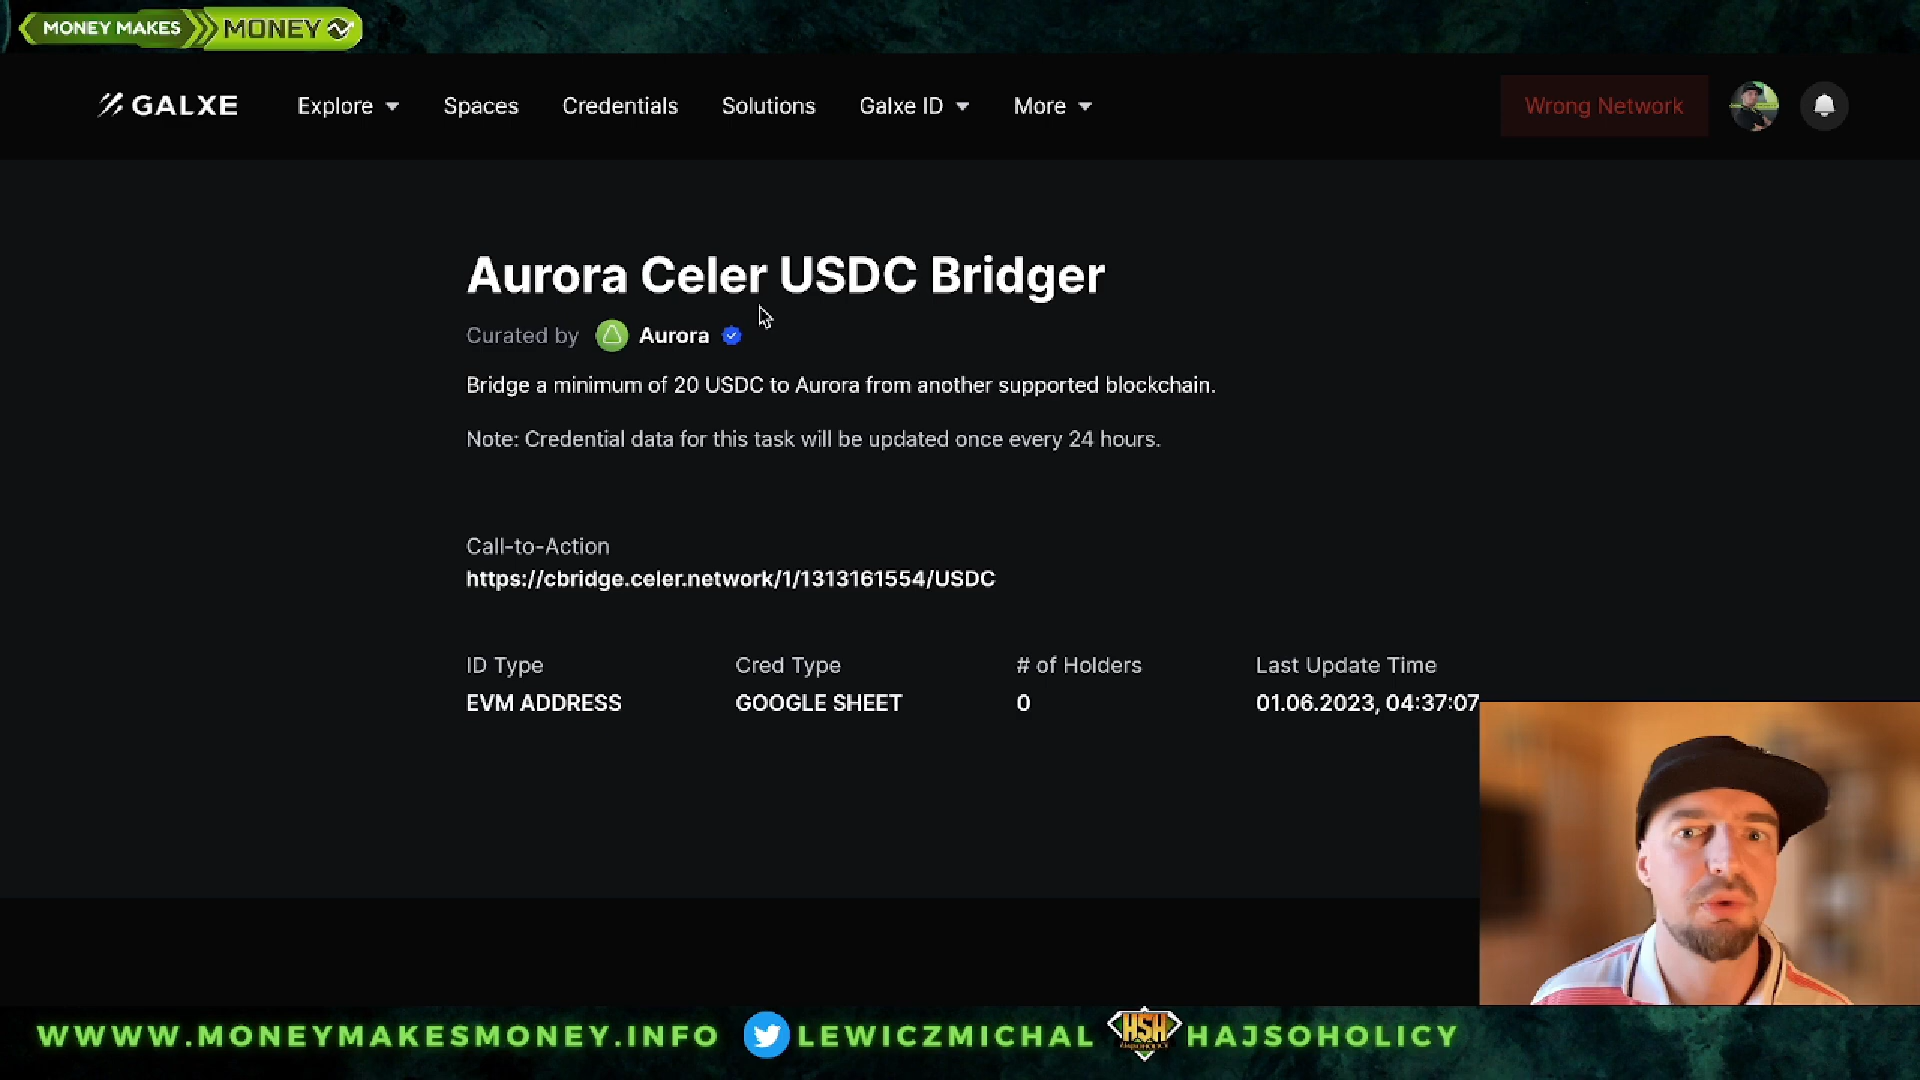 MONEY MAKES MONEY
GALXE Explore Spaces Credentials Solutions Galxe ID More Wrong Network
Aurora Celer USDC Bridger
Curated by Aurora
Bridge a minimum of 20 USDC to Aurora from another supported blockchain.
Note: Credential data for this task will be updated once every 24 hours.
Call-to-Action
https://cbridge.celer.network/1/1313161554/USDC
ID Type Cred Type # of Holders Last Update Time
EVM ADDRESS GOOGLE SHEET 0 01.06.2023, 04:37:07
WWWW.MONEYMAKESMONEY.INFO LEWICZMICHAL HSH HAJSOHOLICY